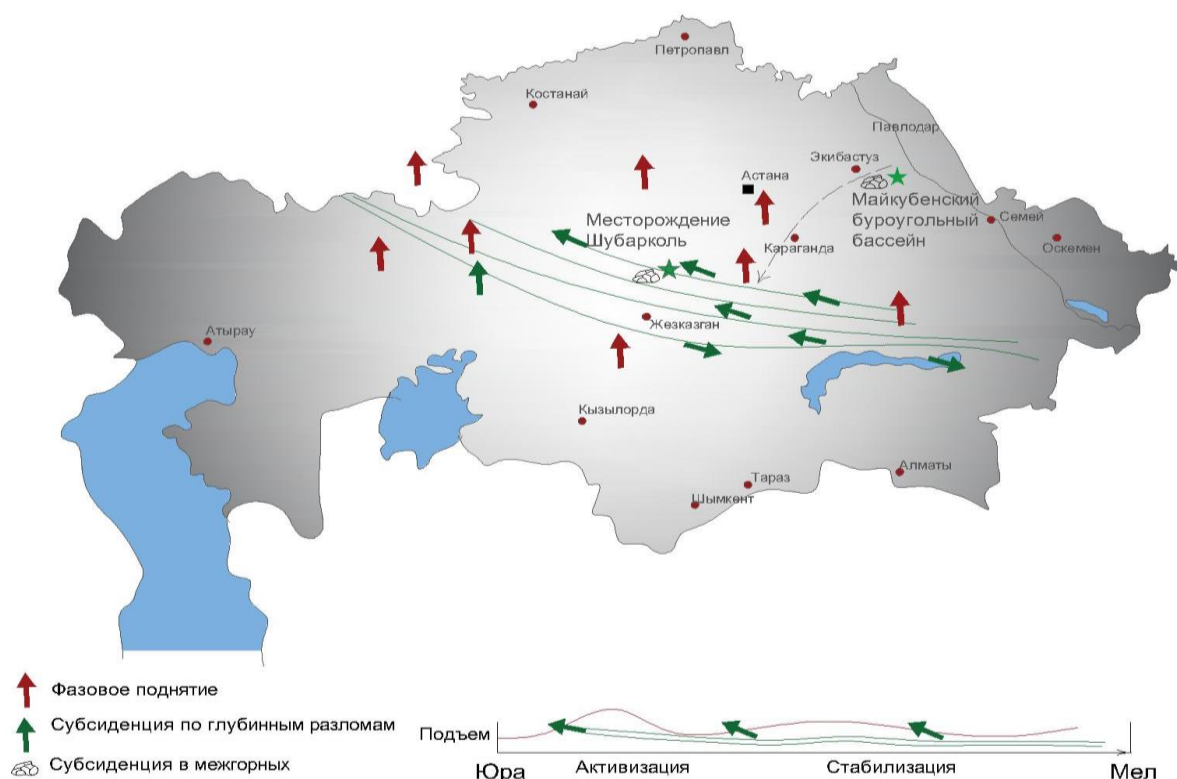 Петропавл
Костанай
Павлодар
Экибастуз
Астана
Майкубенский
буроугольный
бассейн
Месторождение
Шубарколь
Семей
Караганда
Оскемен
Жезказган
Атырау
Кызылорда
Алматы
Тараз
Шымкент
Фазовое поднятие
Субсиденция по глубинным разломам
Субсиденция в межгорных
Подъем
Юра
Активизация
Стабилизация
Мел